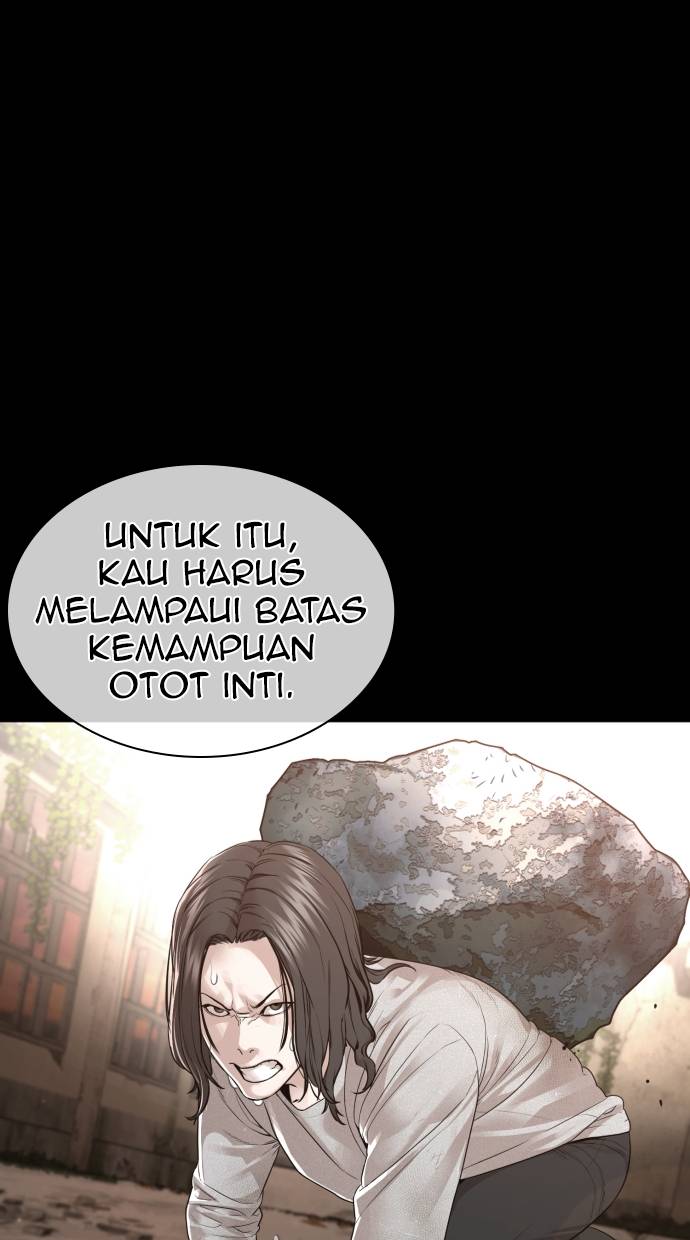 UNTUK ITU,
KAU HARUS
MELAMPAUI BATAS
KEMAMPUAN
OTOT INTI.